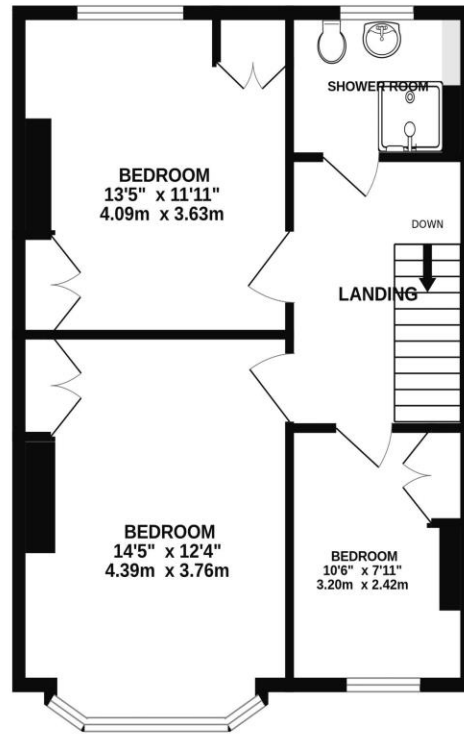 SHOWER ROOM
BEDROOM
13'5" x 11'11"
4.09m x 3.63m
DOWN
LANDING
BEDROOM
14'5" x 12'4"
4.39m x 3.76m
BEDROOM
10'6" x 7'11"
3.20m x 2.42m